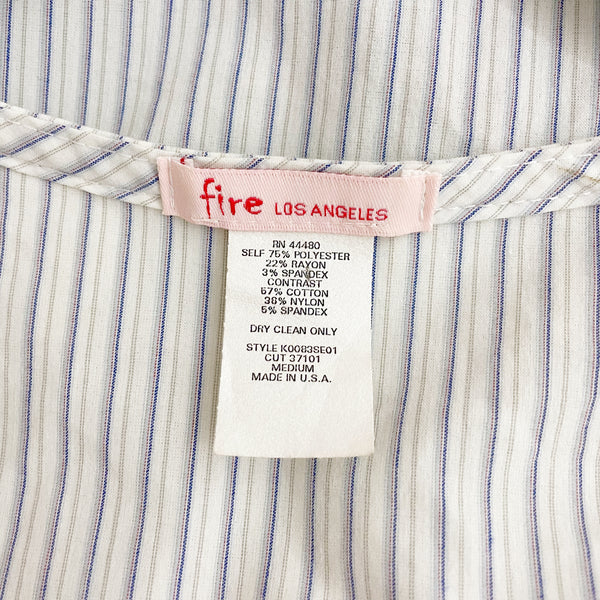 fire LOS ANGELES
RN 44480
SELF 75% POLYESTER
22% RAYON
3% SPANDEX
CONTRAST
57% COTTON
38% NYLON
5% SPANDEX
DRY CLEAN ONLY
STYLE K0083SE01
CUT 37101
MEDIUM
MADE IN U.S.A.